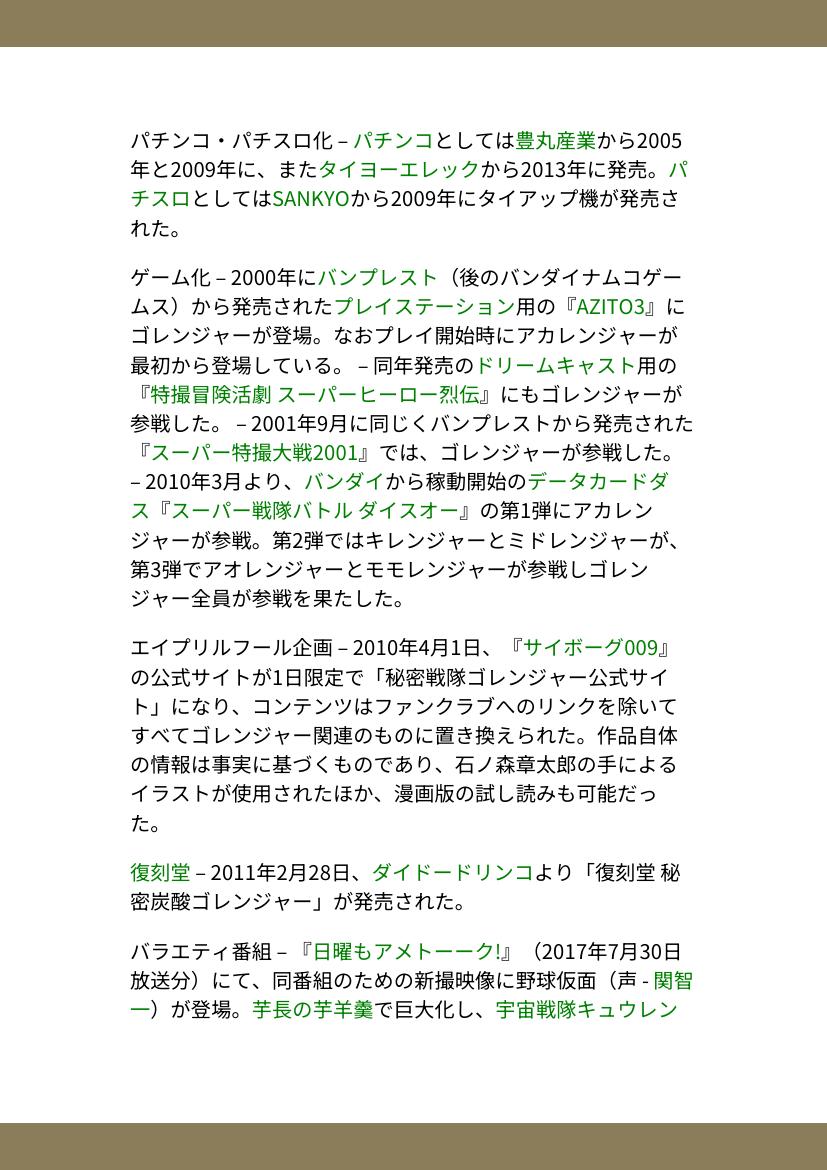 パチンコ・パチスロ化 – パチンコとしては豊丸産業から2005
年と2009年に、またタイヨーエレックから2013年に発売。パ
チスロとしてはSANKYOから2009年にタイアップ機が発売さ
れた。
ゲーム化 – 2000年にバンプレスト（後のバンダイナムコゲー
ムス）から発売されたプレイステーション用の『AZITO3』に
ゴレンジャーが登場。なおプレイ開始時にアカレンジャーが
最初から登場している。 – 同年発売のドリームキャスト用の
『特撮冒険活劇 スーパーヒーロー烈伝』にもゴレンジャーが
参戦した。 – 2001年9月に同じくバンプレストから発売された
『スーパー特撮大戦2001』では、ゴレンジャーが参戦した。
– 2010年3月より、バンダイから稼動開始のデータカードダ
ス『スーパー戦隊バトル ダイスオー』の第1弾にアカレン
ジャーが参戦。第2弾ではキレンジャーとミドレンジャーが、
第3弾でアオレンジャーとモモレンジャーが参戦しゴレン
ジャー全員が参戦を果たした。
エイプリルフール企画 – 2010年4月1日、『サイボーグ009』
の公式サイトが1日限定で「秘密戦隊ゴレンジャー公式サイ
ト」になり、コンテンツはファンクラブへのリンクを除いて
すべてゴレンジャー関連のものに置き換えられた。作品自体
の情報は事実に基づくものであり、石ノ森章太郎の手による
イラストが使用されたほか、漫画版の試し読みも可能だっ
た。
復刻堂 – 2011年2月28日、ダイドードリンコより「復刻堂 秘
密炭酸ゴレンジャー」が発売された。
バラエティ番組 – 『日曜もアメトーーク!』（2017年7月30日
放送分）にて、同番組のための新撮映像に野球仮面（声 - 関智
一）が登場。芋長の芋羊羹で巨大化し、宇宙戦隊キュウレン